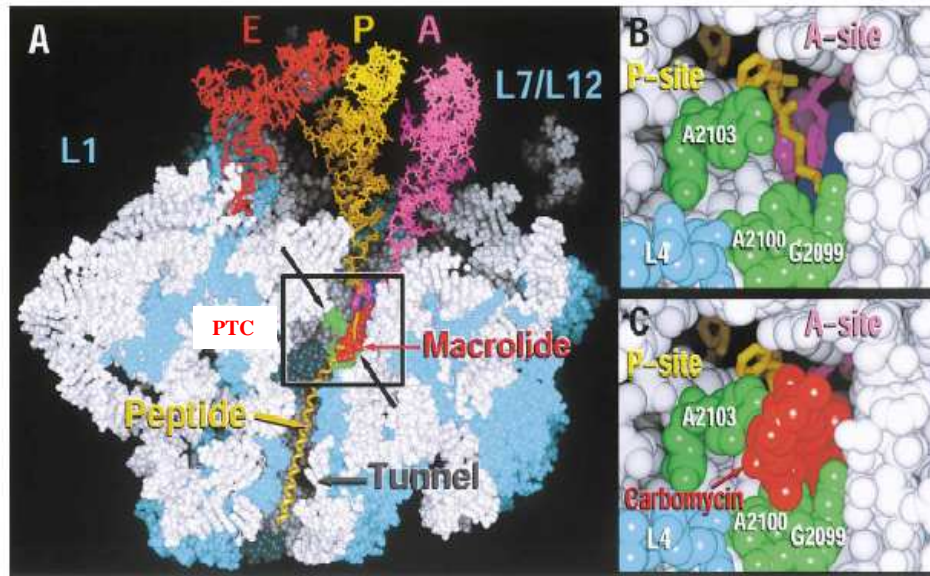 A
E P A
L7/L12
L1
PTC
Macrolide
Peptide
Tunnel
B
A-site
P-site
A2103
A2100
G2099
L4
C
A-site
P-site
A2103
Carbomycin
A2100
G2099
L4